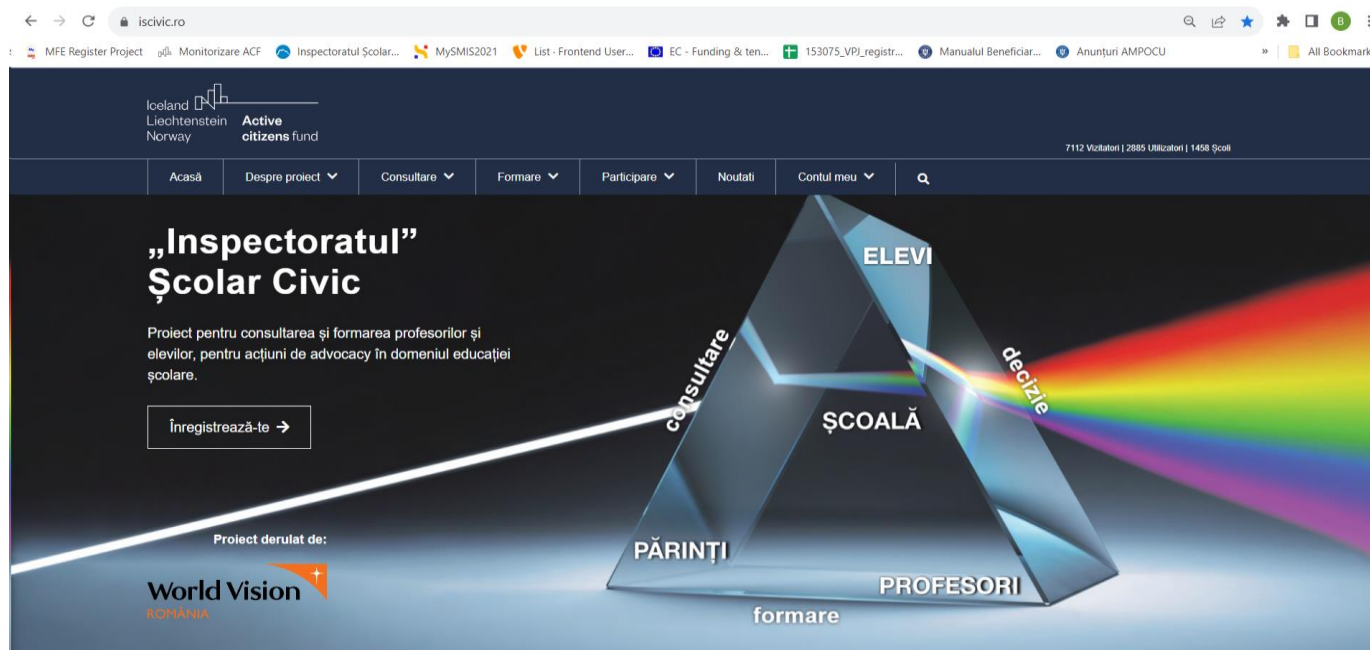 iscivic.ro
MFE Register Project Monitorizare ACF Inspectoratul Școlar... MySMIS2021 List · Frontend User... EC - Funding & ten... 153075_VPJ_registr... Manualul Beneficiar... Anunțuri AMPOCU » All Bookmark
Iceland
Liechtenstein Active
Norway citizens fund
7112 Vizitatori | 2885 Utilizatori | 1458 Școli
Acasă Despre proiect Consultare Formare Participare Noutati Contul meu
„Inspectoratul”
Școlar Civic
Proiect pentru consultarea și formarea profesorilor și
elevilor, pentru acțiuni de advocacy în domeniul educației
școlare.
Înregistrează-te →
ELEVI
consultare
decizie
ȘCOALĂ
PĂRINȚI
PROFESORI
formare
Proiect derulat de:
World Vision
ROMÂNIA